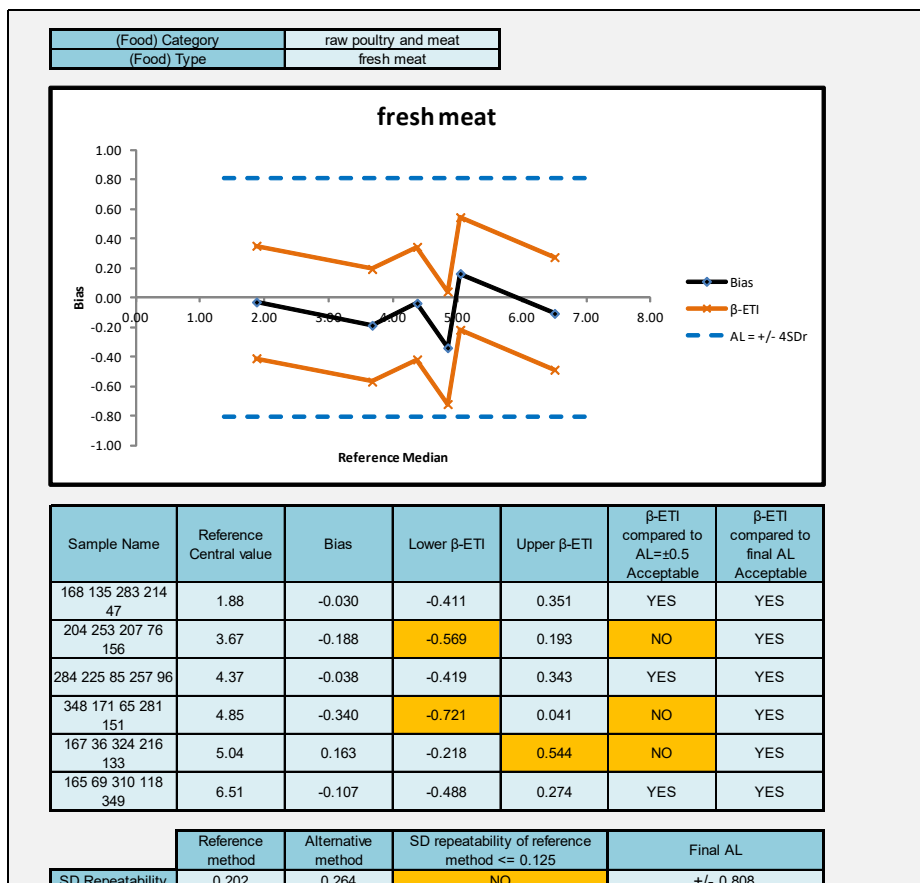 (Food) Category raw poultry and meat
(Food) Type fresh meat
fresh meat
1.00
0.80
0.60
0.40
0.20
0.00
-0.20
-0.40
-0.60
-0.80
-1.00
Bias
0.00 1.00 2.00 3.00 4.00 5.00 6.00 7.00 8.00
Reference Median
Bias
β-ETI
AL = +/- 4SDr
Sample Name Reference Central value Bias Lower β-ETI Upper β-ETI β-ETI compared to AL=±0.5 Acceptable β-ETI compared to final AL Acceptable
168 135 283 214 47 1.88 -0.030 -0.411 0.351 YES YES
204 253 207 76 156 3.67 -0.188 -0.569 0.193 NO YES
284 225 85 257 96 4.37 -0.038 -0.419 0.343 YES YES
348 171 65 281 151 4.85 -0.340 -0.721 0.041 NO YES
167 36 324 216 133 5.04 0.163 -0.218 0.544 NO YES
165 69 310 118 349 6.51 -0.107 -0.488 0.274 YES YES
Reference method Alternative method SD repeatability of reference method <= 0.125 Final AL
SD Repeatability 0.202 0.264 NO +/- 0.808